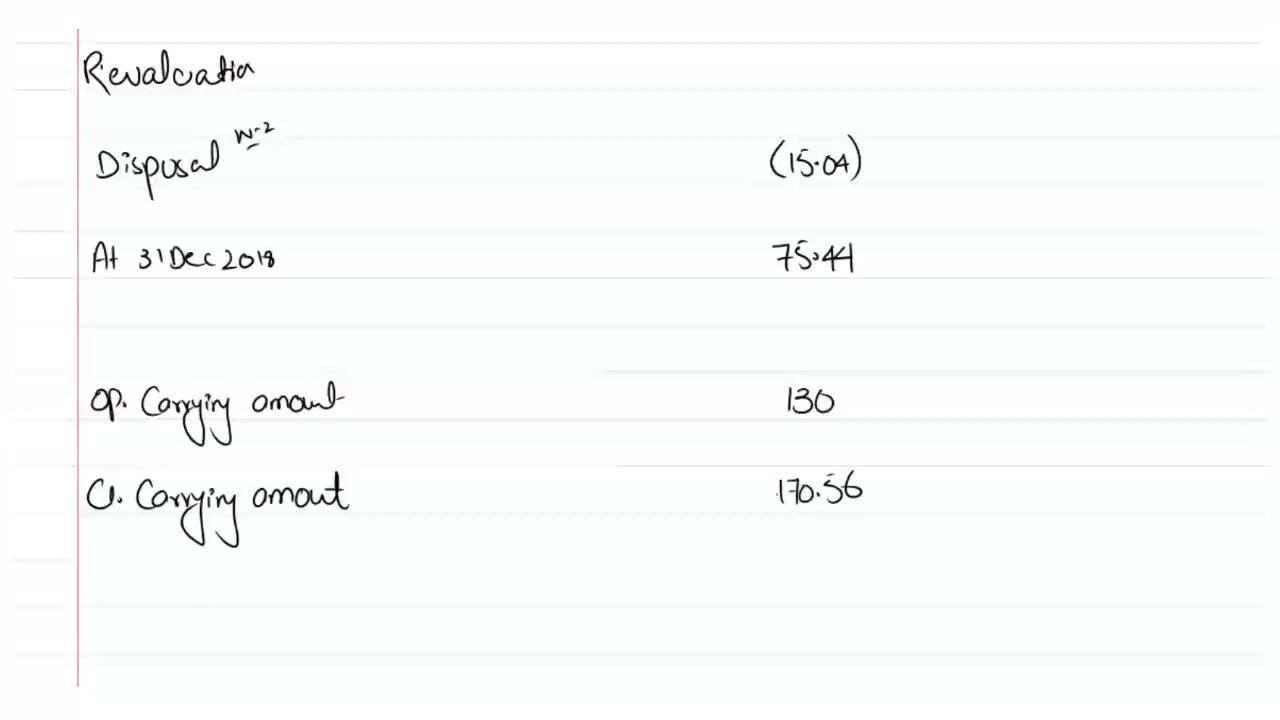 Revaluation
Disposal W-2 (15.04)
At 31 Dec 2018 75.44
OP. Carrying amount 130
Cl. Carrying amout 170.56